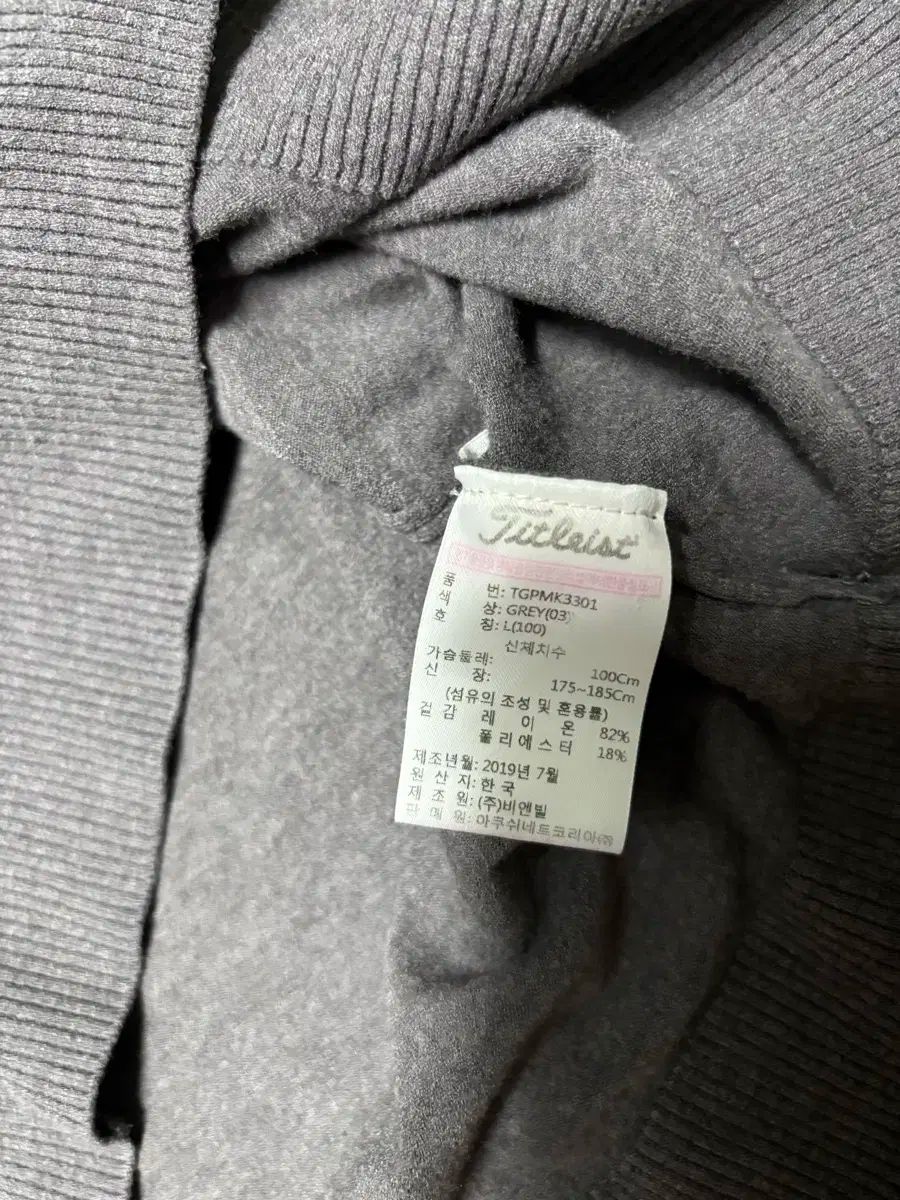 Titleist
품 번: TGPMK3301
색 상: GREY(03)
호 칭: L(100)
신체치수
가슴둘레: 100Cm
신 장: 175~185Cm
(섬유의 조성 및 혼용률)
겉 감 레 이 온 82%
폴 리 에 스 터 18%
제조년월: 2019년 7월
원 산 지: 한 국
제 조 원: (주)비엔빌
판 매 원: 아쿠쉬네트코리아㈜